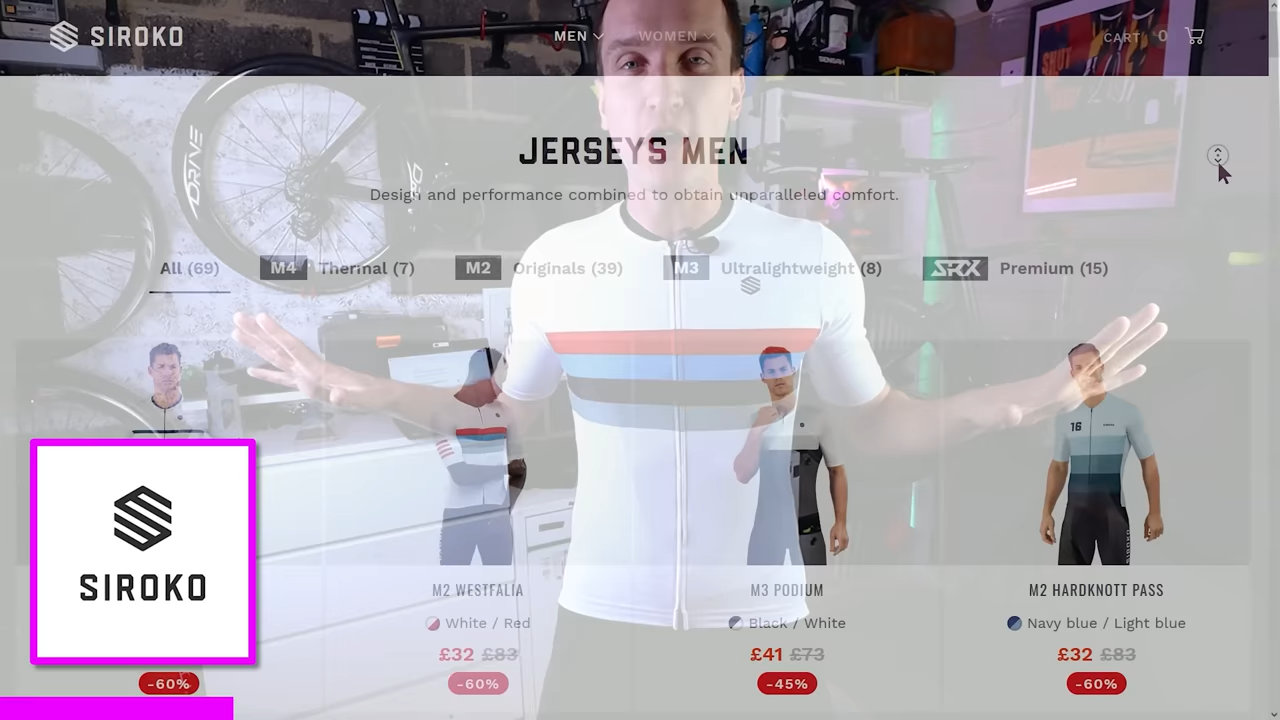 SIROKO
MEN
WOMEN
CART 0
JERSEYS MEN
Design and performance combined to obtain unparalleled comfort.
All (69)
M4 Thermal (7)
M2 Originals (39)
M3 Ultralightweight (8)
SRX Premium (15)
DRIVE
16
SIROKO
M2 WESTFALIA
M3 PODIUM
M2 HARDKNOTT PASS
White / Red
Black / White
Navy blue / Light blue
£32 £83
£41 £73
£32 £83
-60%
-60%
-45%
-60%